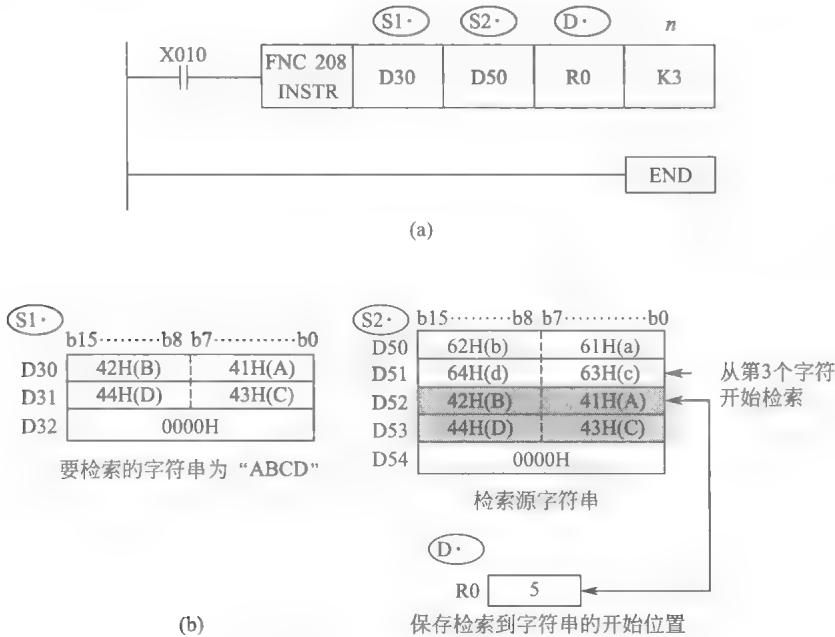 S1· S2· D· n
X010
FNC 208 D30 D50 R0 K3
INSTR
END
(a)
S1· b15………b8 b7…………b0
D30 42H(B) 41H(A)
D31 44H(D) 43H(C)
D32 0000H
要检索的字符串为“ABCD”
S2· b15………b8 b7…………b0
D50 62H(b) 61H(a)
D51 64H(d) 63H(c)
D52 42H(B) 41H(A)
D53 44H(D) 43H(C)
D54 0000H
从第3个字符
开始检索
检索源字符串
D·
R0 5
(b)
保存检索到字符串的开始位置